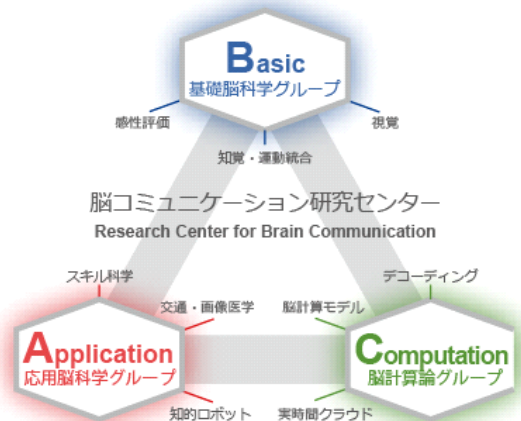 Basic
基礎脳科学グループ
感性評価
視覚
知覚・運動統合
脳コミュニケーション研究センター
Research Center for Brain Communication
スキル科学
デコーディング
交通・画像医学
脳計算モデル
Application
応用脳科学グループ
Computation
脳計算論グループ
知的ロボット
実時間クラウド